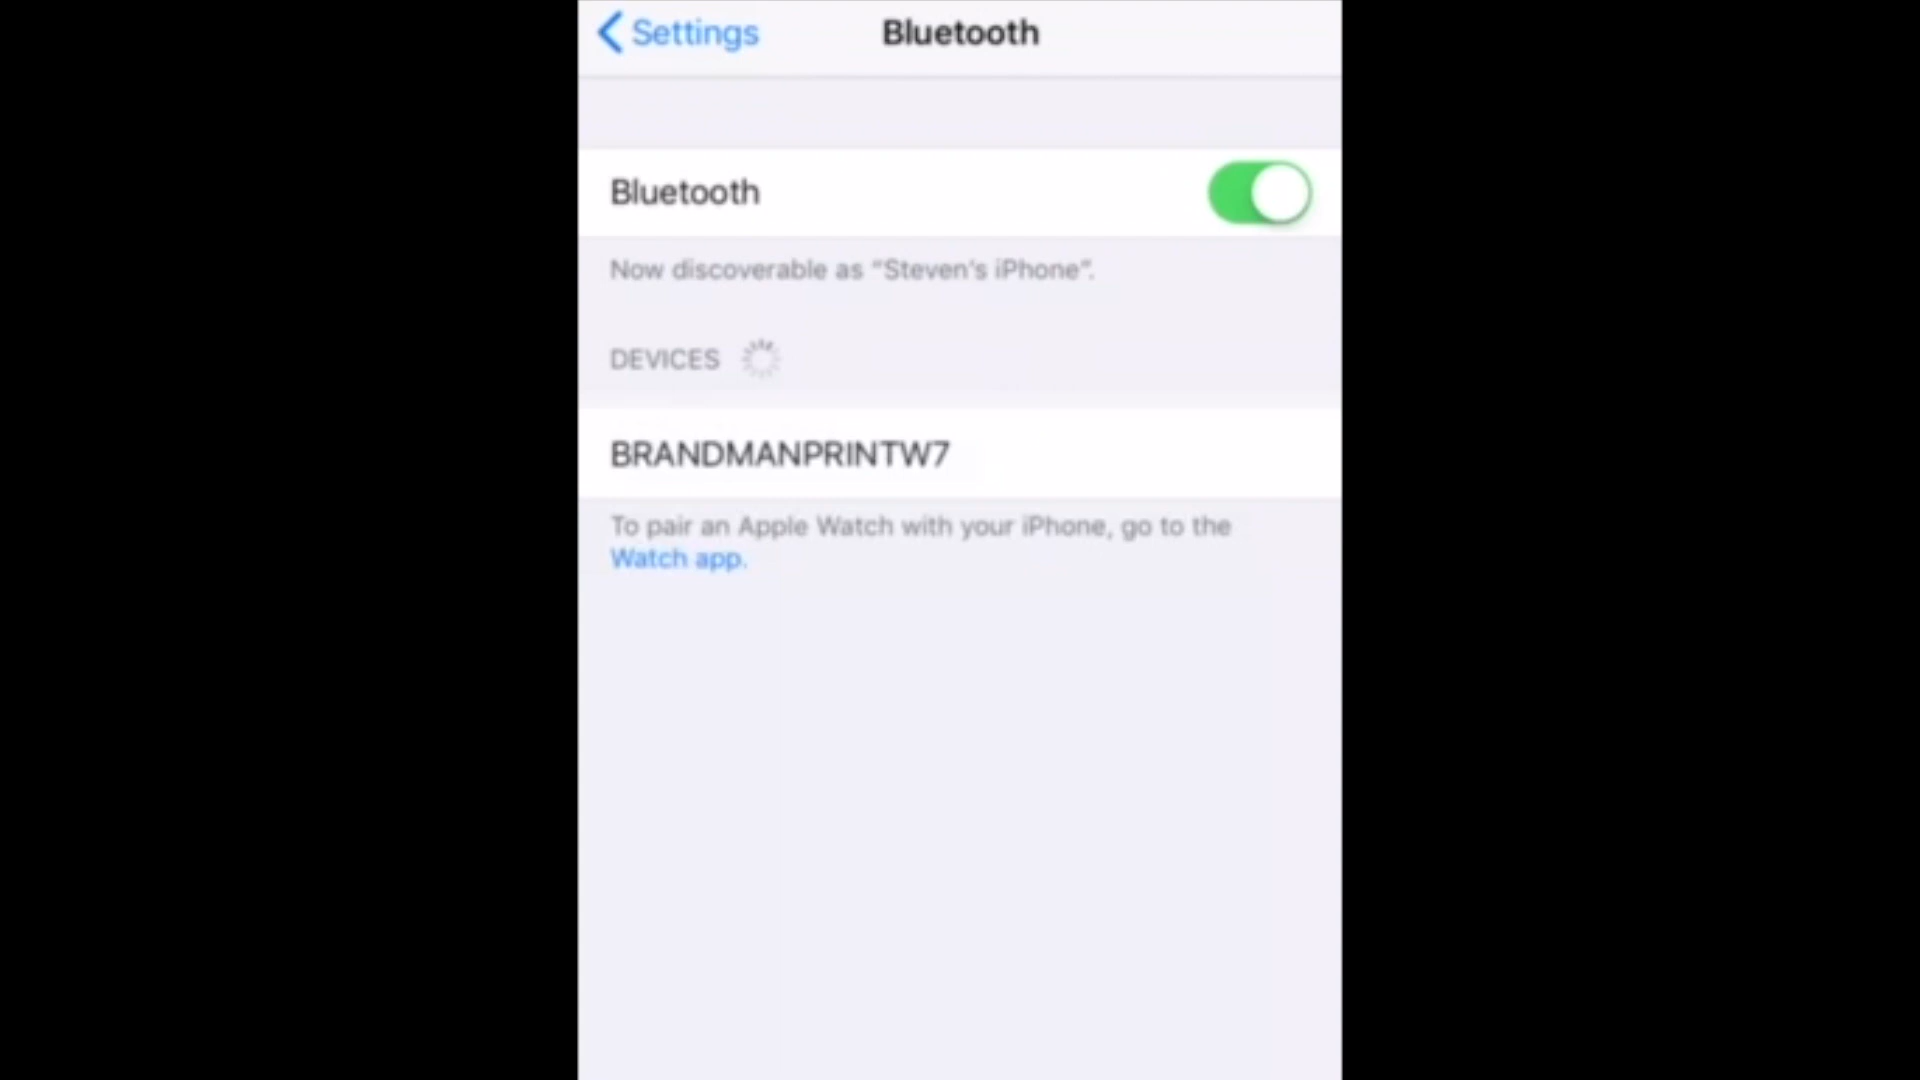 Settings
Bluetooth
Bluetooth
Now discoverable as “Steven's iPhone”.
DEVICES
BRANDMANPRINTW7
To pair an Apple Watch with your iPhone, go to the
Watch app.